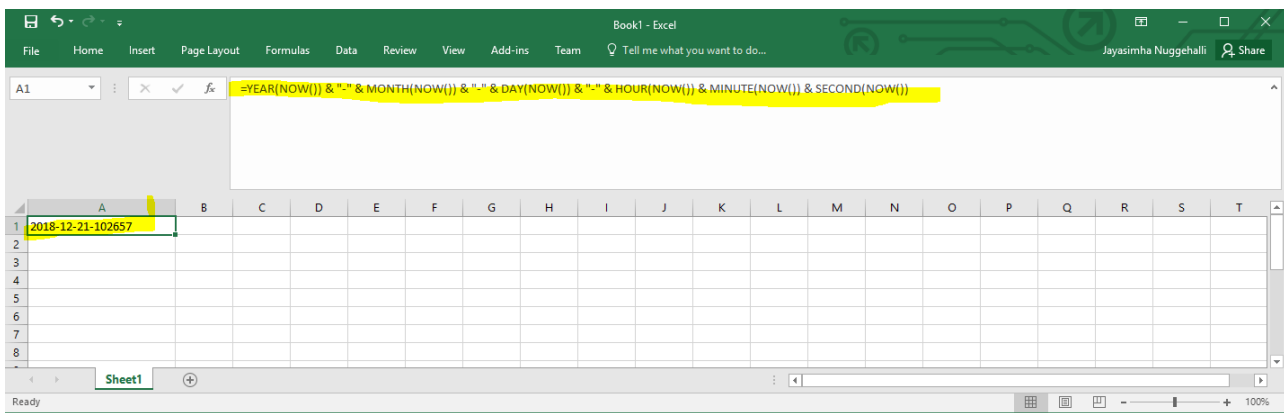 Book1 - Excel
File Home Insert Page Layout Formulas Data Review View Add-ins Team Tell me what you want to do... Jayasimha Nuggehalli Share
A1 fx =YEAR(NOW()) & "-" & MONTH(NOW()) & "-" & DAY(NOW()) & "-" & HOUR(NOW()) & MINUTE(NOW()) & SECOND(NOW())
A B C D E F G H I J K L M N O P Q R S T
1 2018-12-21-102657
2
3
4
5
6
7
8
Sheet1
Ready 100%